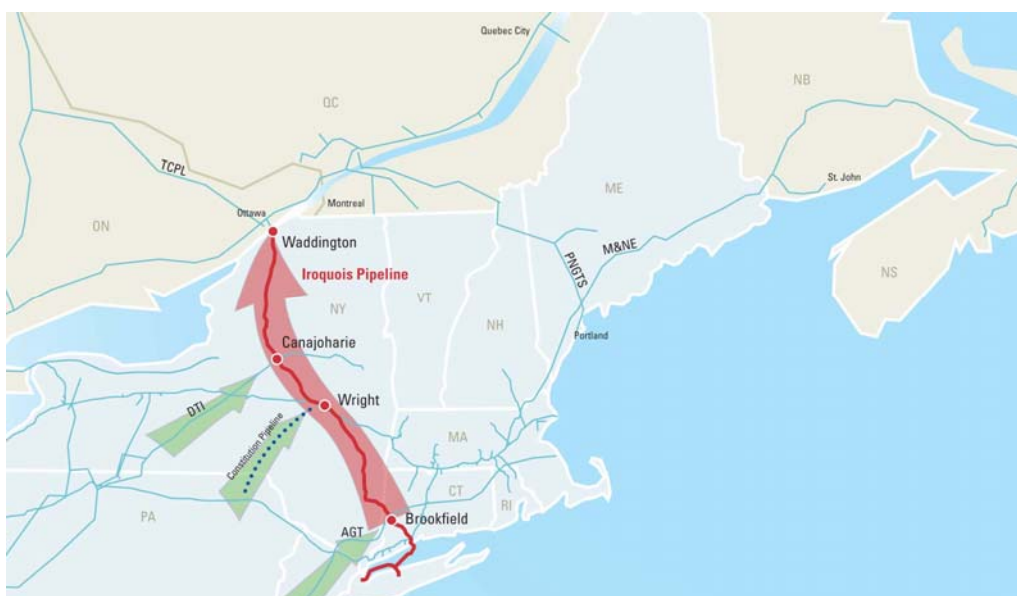 Quebec City
QC
NB
TCPL
ME
St. John
Ottawa
Montreal
ON
Waddington
M&NE
PNGTS
Iroquois Pipeline
NS
NY
VT
NH
Portland
Canajoharie
Wright
DTI
Constitution Pipeline
MA
CT
RI
PA
Brookfield
AGT